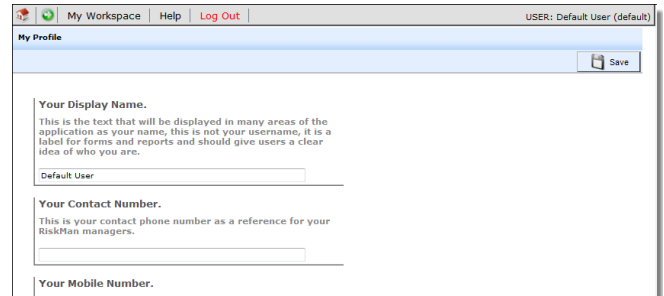 My Workspace Help Log Out USER: Default User (default)
My Profile
Save
Your Display Name.
This is the text that will be displayed in many areas of the
application as your name, this is not your username, it is a
label for forms and reports and should give users a clear
idea of who you are.
Default User
Your Contact Number.
This is your contact phone number as a reference for your
RiskMan managers.
Your Mobile Number.